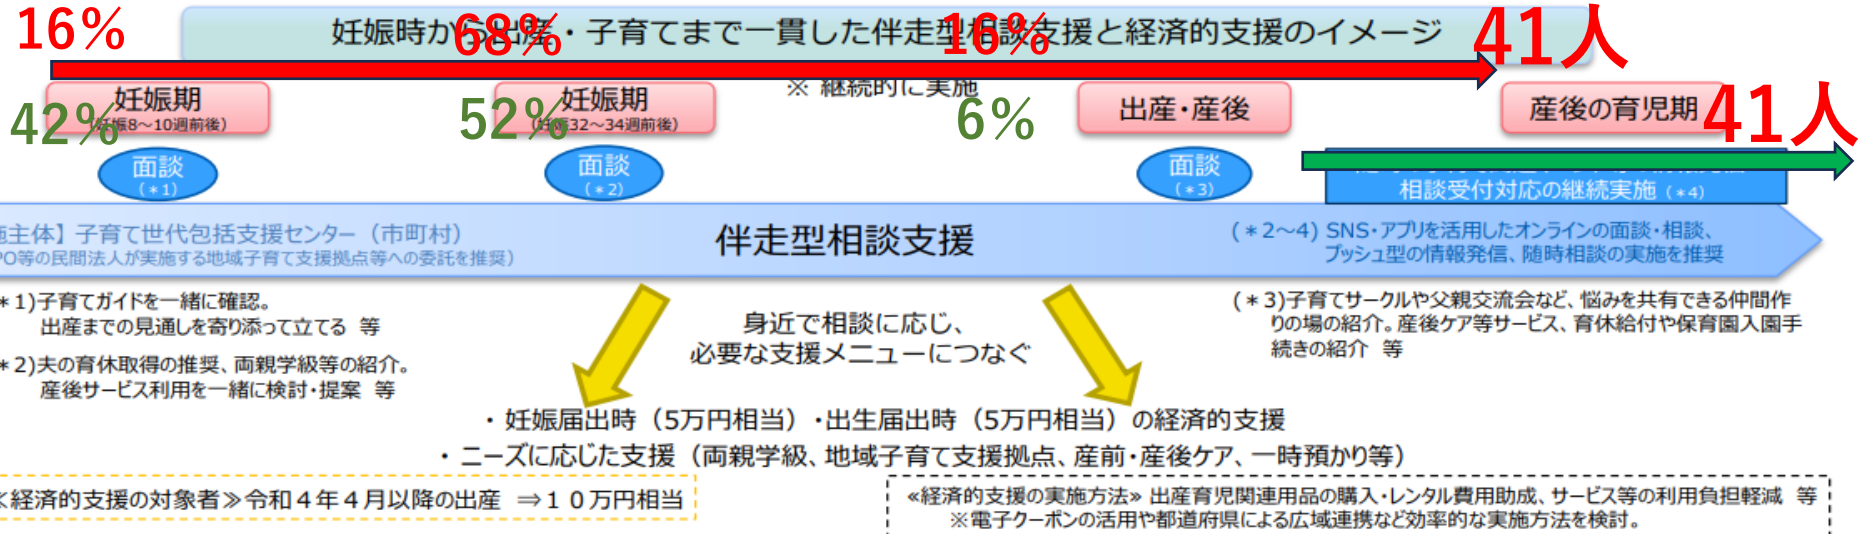 妊娠時から出産・子育てまで一貫した伴走型相談支援と経済的支援のイメージ
16%
68%
16%
41人
※ 継続的に実施
妊娠期
(妊娠8～10週前後)
妊娠期
(妊娠32～34週前後)
出産・産後
産後の育児期
42%
52%
6%
41人
面談
(＊1)
面談
(＊2)
面談
(＊3)
相談受付対応の継続実施 (＊4)
施主体】子育て世代包括支援センター（市町村）
PO等の民間法人が実施する地域子育て支援拠点等への委託を推奨）
伴走型相談支援
(＊2～4) SNS・アプリを活用したオンラインの面談・相談、
プッシュ型の情報発信、随時相談の実施を推奨
＊1)子育てガイドを一緒に確認。
出産までの見通しを寄り添って立てる 等
＊2)夫の育休取得の推奨、両親学級等の紹介。
産後サービス利用を一緒に検討・提案 等
身近で相談に応じ、
必要な支援メニューにつなぐ
(＊3)子育てサークルや父親交流会など、悩みを共有できる仲間作
りの場の紹介。産後ケア等サービス、育休給付や保育園入園手
続きの紹介 等
・妊娠届出時（5万円相当）・出生届出時（5万円相当）の経済的支援
・ニーズに応じた支援（両親学級、地域子育て支援拠点、産前・産後ケア、一時預かり等）
≪経済的支援の対象者≫令和４年４月以降の出産 ⇒１０万円相当
≪経済的支援の実施方法≫ 出産育児関連用品の購入・レンタル費用助成、サービス等の利用負担軽減 等
※電子クーポンの活用や都道府県による広域連携など効率的な実施方法を検討。